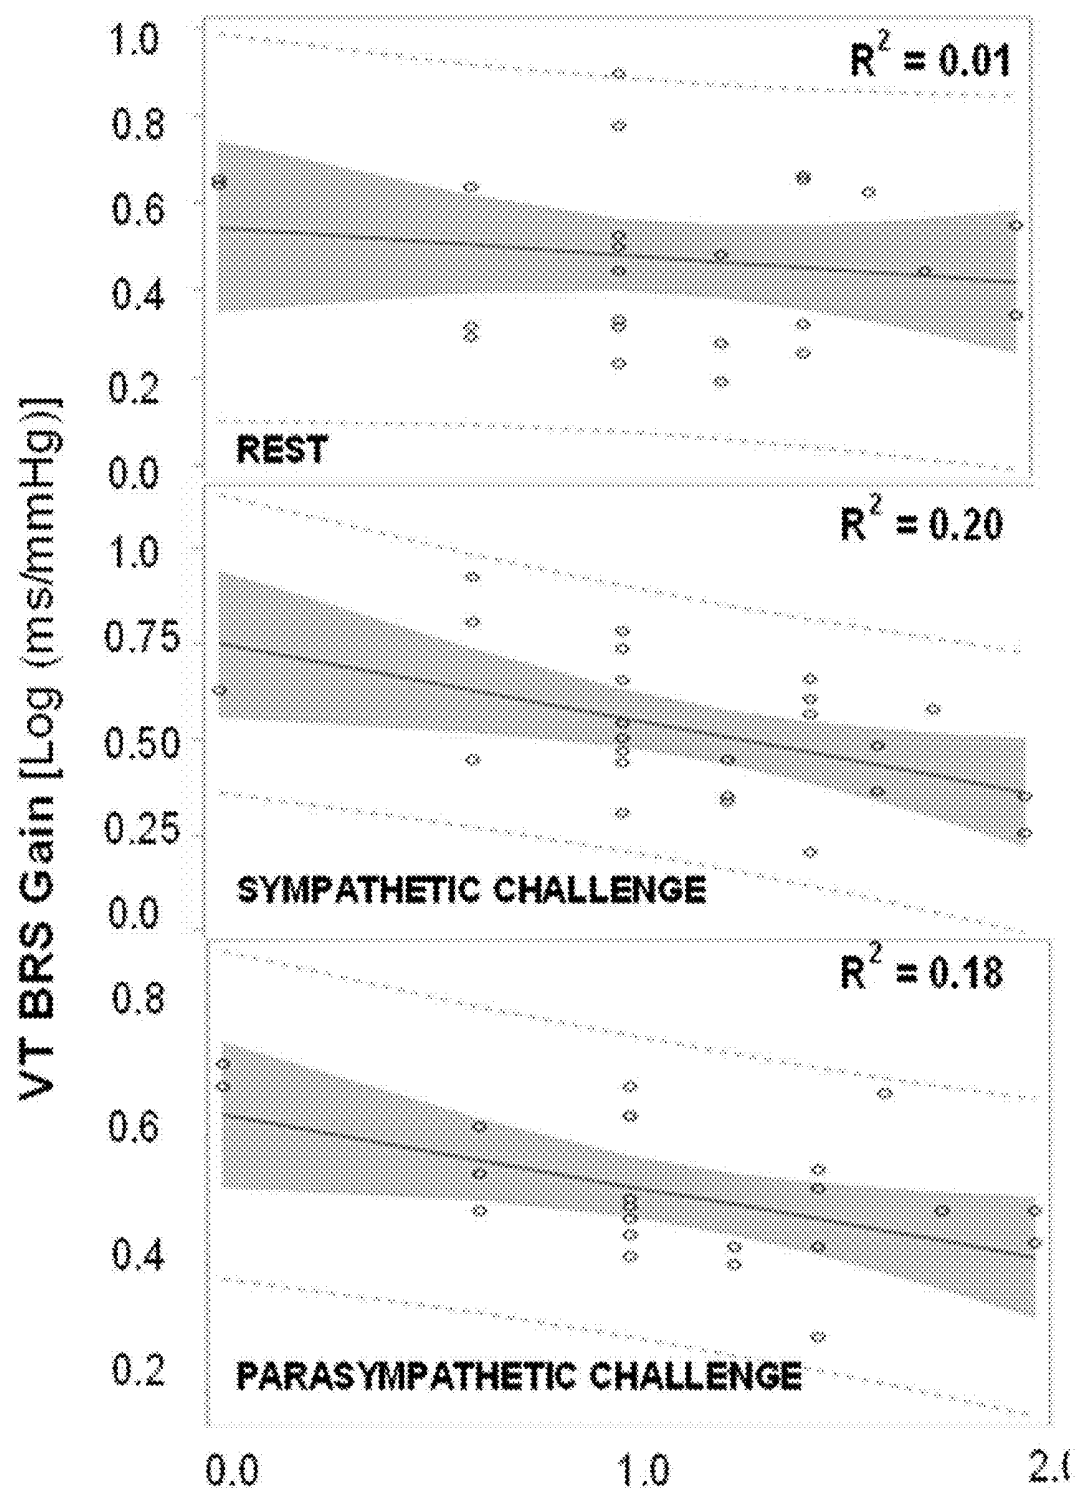 VT BRS Gain [Log (ms/mmHg)]
1.0
R² = 0.01
0.8
0.6
0.4
0.2
REST
0.0
R² = 0.20
1.0
0.75
0.50
0.25
SYMPATHETIC CHALLENGE
0.0
R² = 0.18
0.8
0.6
0.4
0.2
PARASYMPATHETIC CHALLENGE
0.0 1.0